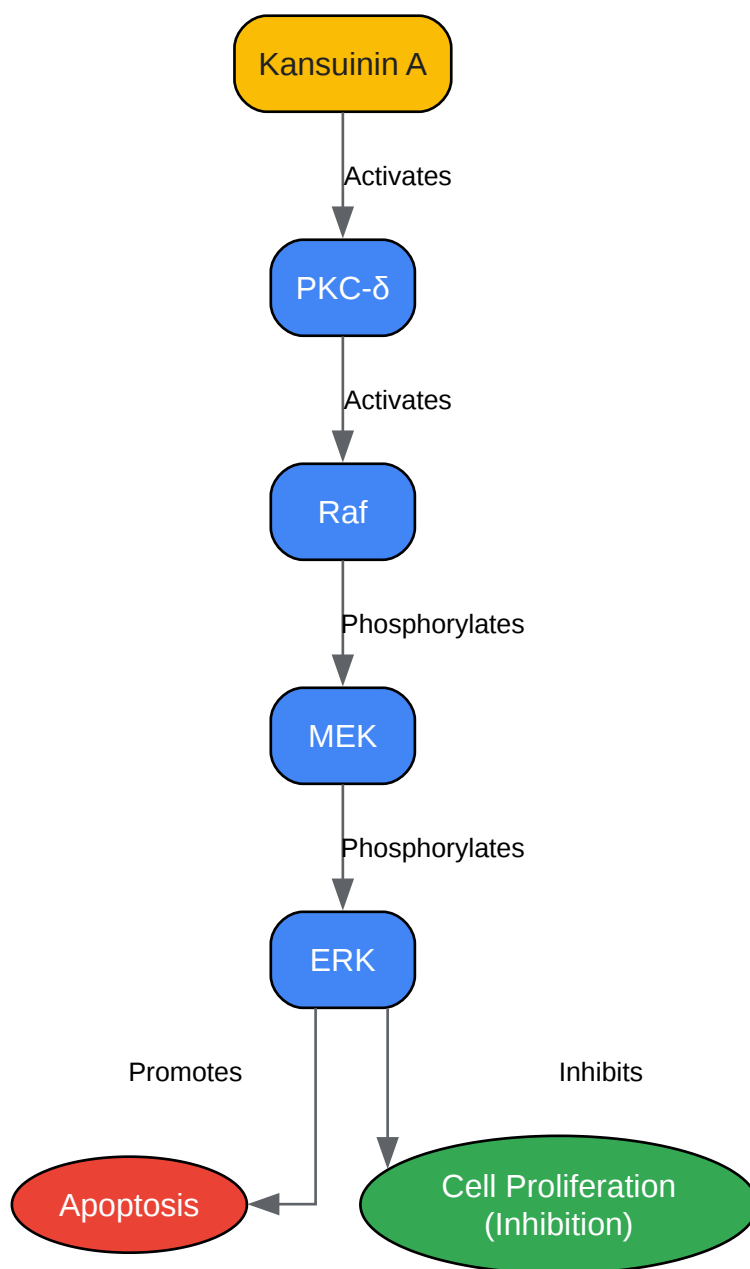 Kansuinin A
Activates
PKC-δ
Activates
Raf
Phosphorylates
MEK
Phosphorylates
ERK
Promotes
Inhibits
Apoptosis
Cell Proliferation
(Inhibition)